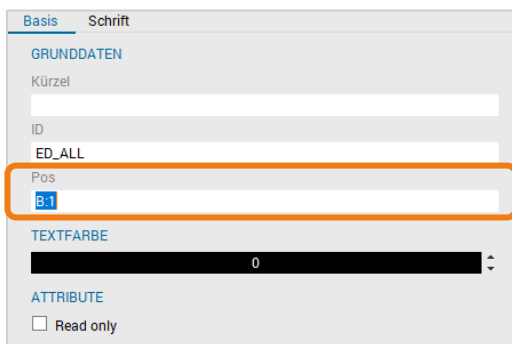 Basis Schrift
GRUNDDATEN
Kürzel
ID
ED_ALL
Pos
B:1
TEXTFARBE
0
ATTRIBUTE
Read only